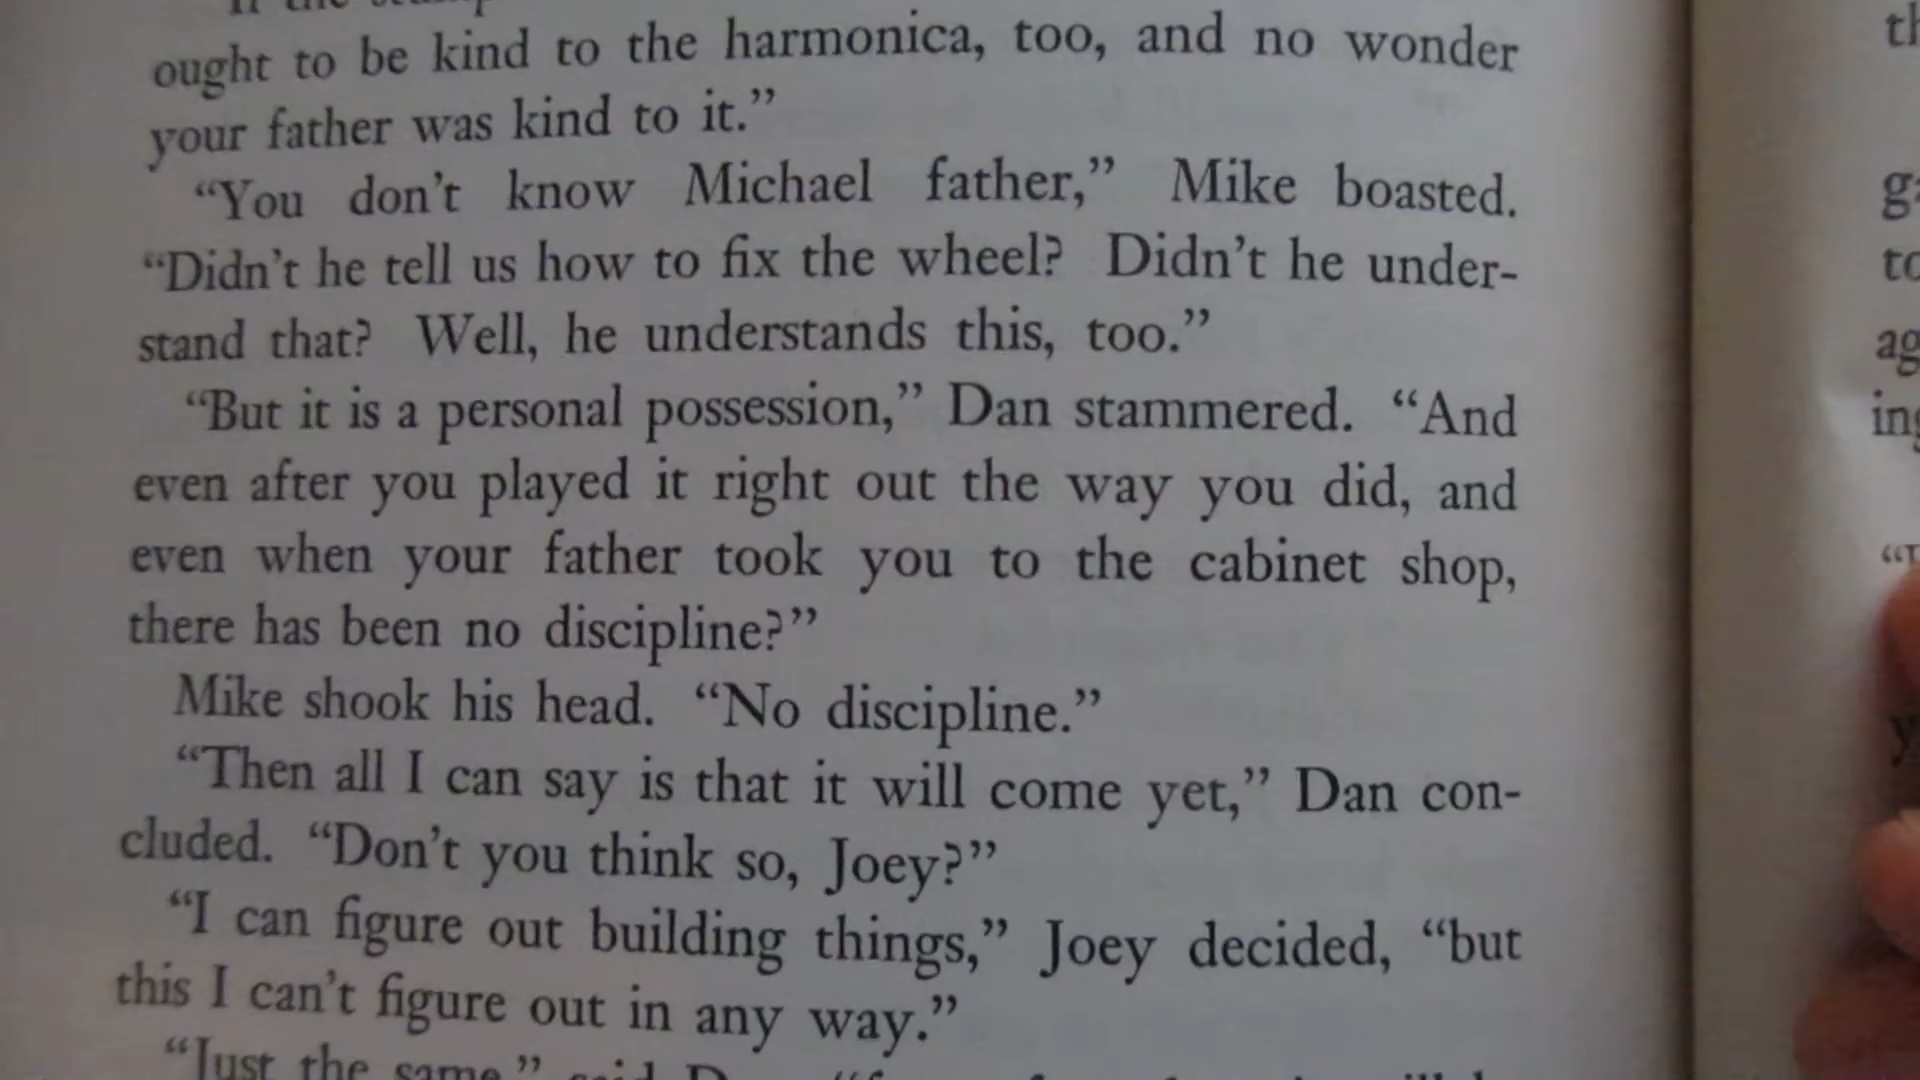 ought to be kind to the harmonica, too, and no wonder
your father was kind to it.”
“You don’t know Michael father,” Mike boasted.
“Didn’t he tell us how to fix the wheel? Didn’t he under-
stand that? Well, he understands this, too.”
“But it is a personal possession,” Dan stammered. “And
even after you played it right out the way you did, and
even when your father took you to the cabinet shop,
there has been no discipline?”
Mike shook his head. “No discipline.”
“Then all I can say is that it will come yet,” Dan con-
cluded. “Don’t you think so, Joey?”
“I can figure out building things,” Joey decided, “but
this I can’t figure out in any way.”
“Just the same,” said